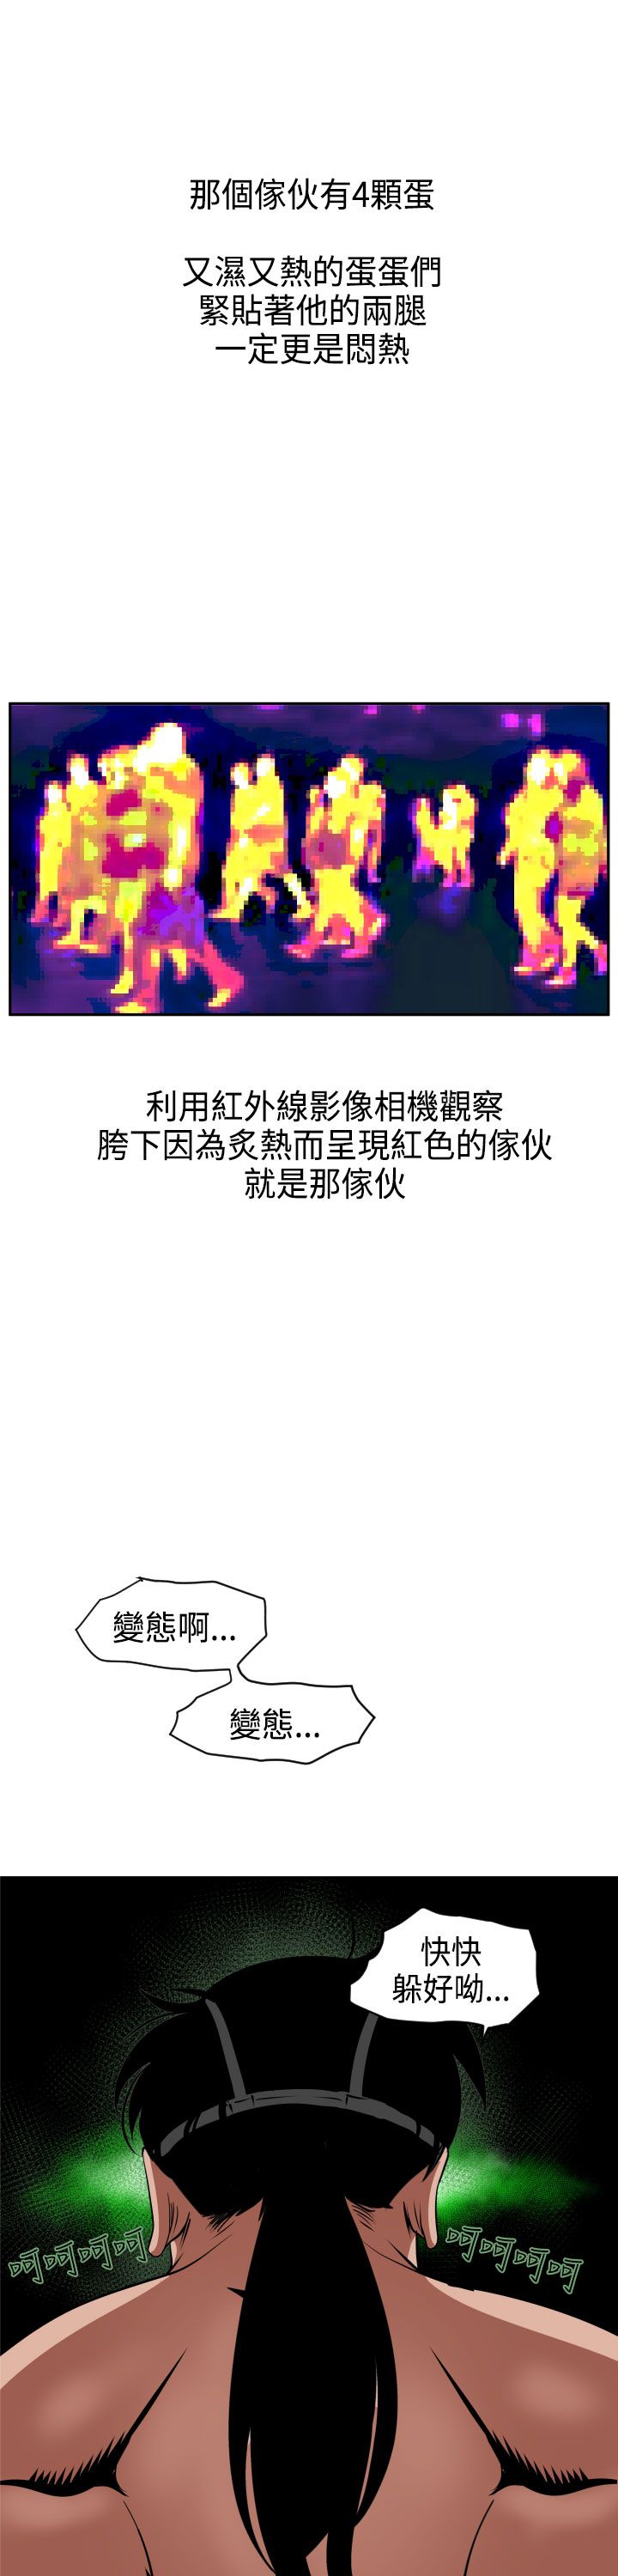 那個傢伙有4顆蛋
又濕又熱的蛋蛋們
緊貼著他的兩腿
一定更是悶熱
利用紅外線影像相機觀察
胯下因為炙熱而呈現紅色的傢伙
就是那傢伙
變態啊...
變態...
快快
躲好呦...
呵呵呵呵
呵呵呵呵